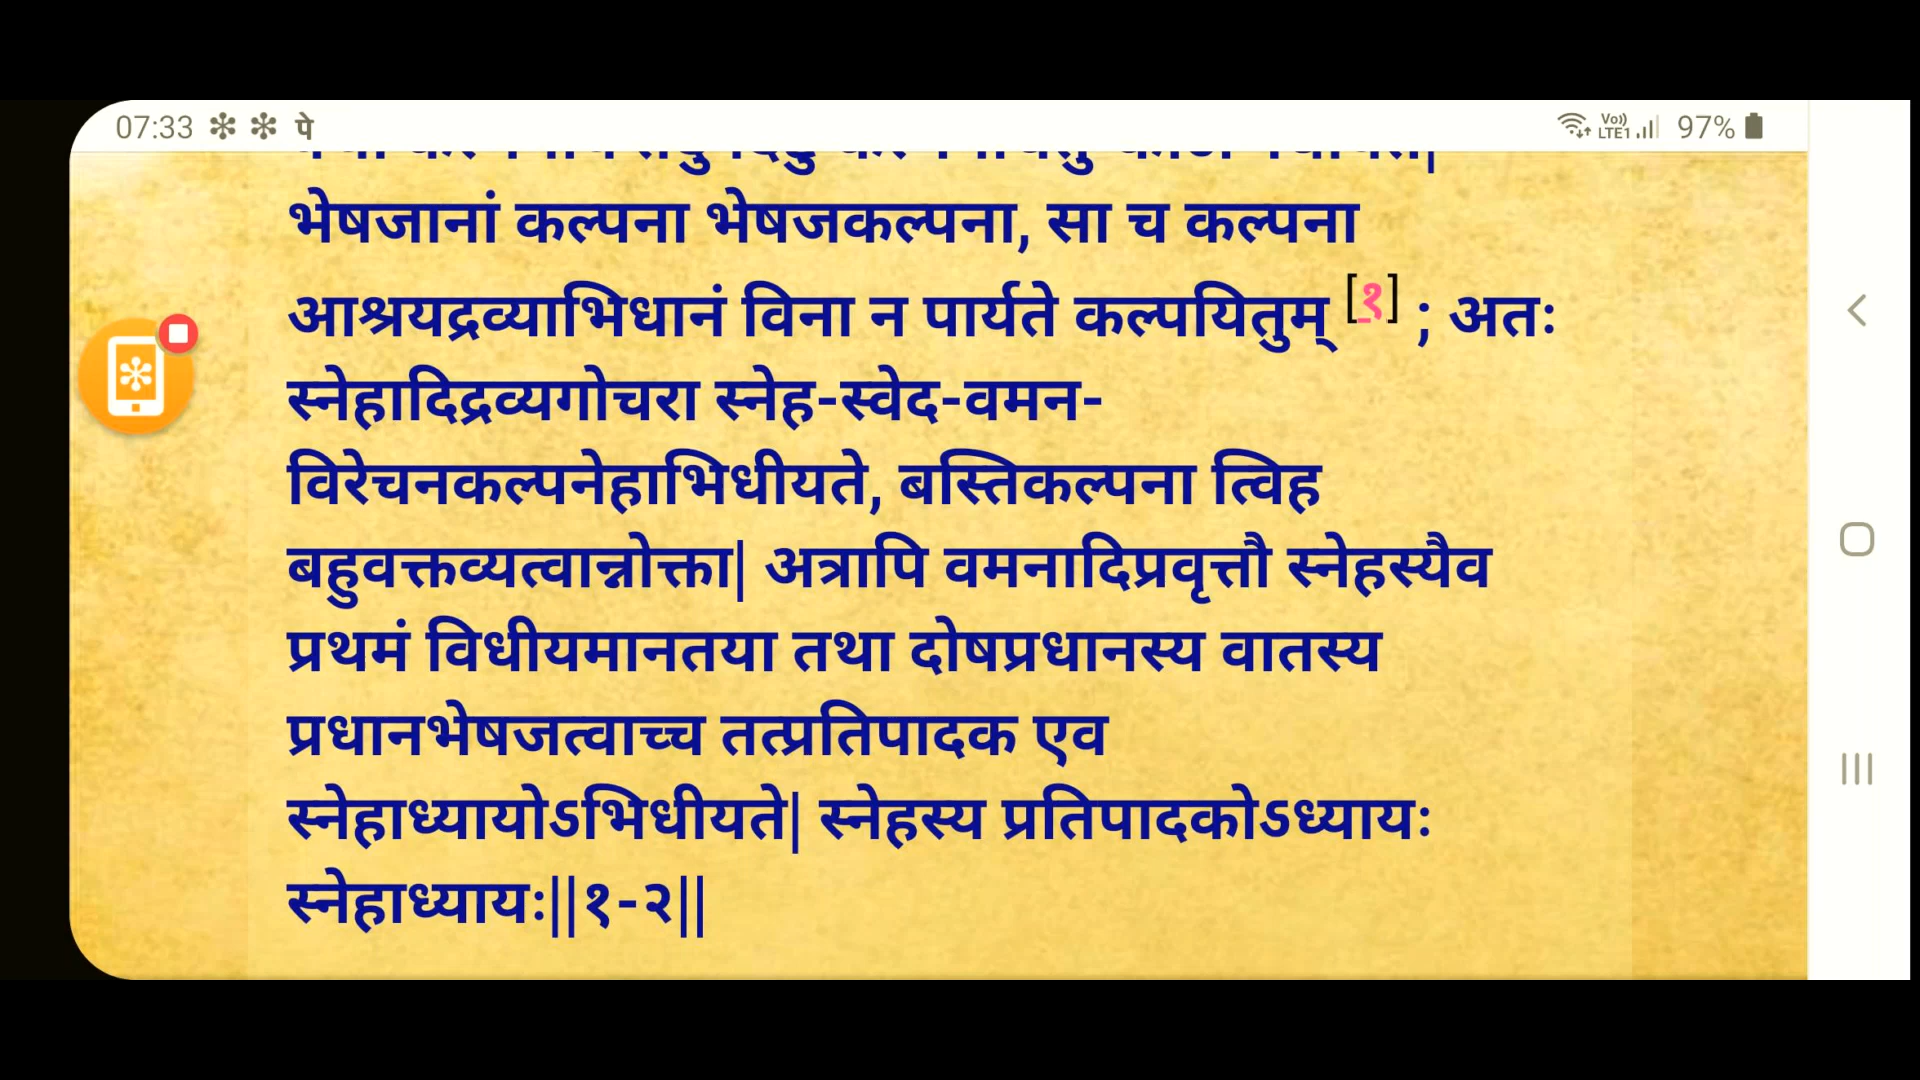 07:33 पे Vo)) LTE1 97%
भेषजानां कल्पना भेषजकल्पना, सा च कल्पना
आश्रयद्रव्याभिधानं विना न पार्यते कल्पयितुम् [१] ; अतः
स्नेहादिद्रव्यगोचरा स्नेह-स्वेद-वमन-
विरेचनकल्पनेहाभिधीयते, बस्तिकल्पना त्विह
बहुवक्तव्यत्वान्नोक्ता| अत्रापि वमनादिप्रवृत्तौ स्नेहस्यैव
प्रथमं विधीयमानतया तथा दोषप्रधानस्य वातस्य
प्रधानभेषजत्वाच्च तत्प्रतिपादक एव
स्नेहाध्यायोऽभिधीयते| स्नेहस्य प्रतिपादकोऽध्यायः
स्नेहाध्यायः||१-२||